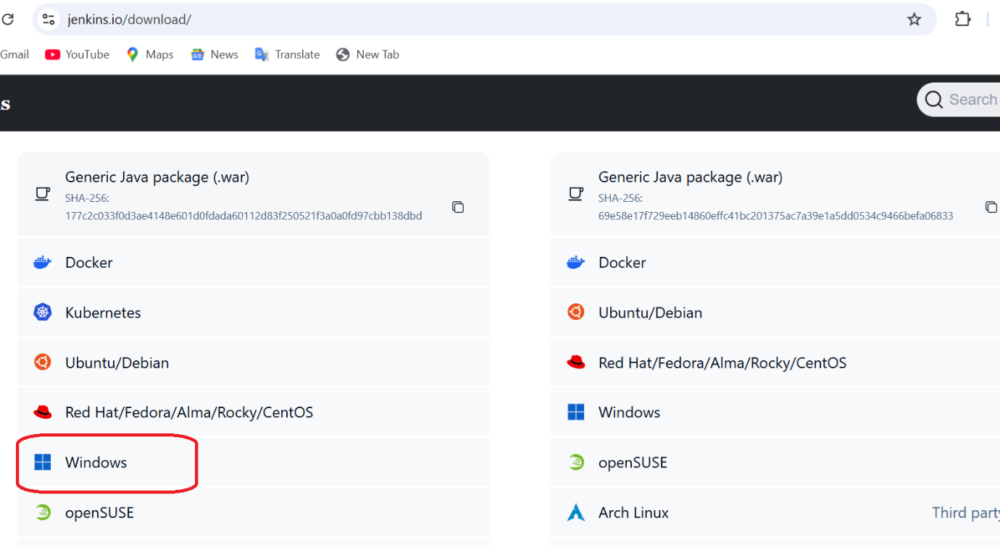 jenkins.io/download/
Gmail YouTube Maps News Translate New Tab
s
Search
Generic Java package (.war)
SHA-256:
177c2c033f0d3ae4148e601d0fdada60112d83f250521f3a0a0fd97cbb138dbd
Docker
Kubernetes
Ubuntu/Debian
Red Hat/Fedora/Alma/Rocky/CentOS
Windows
openSUSE
Generic Java package (.war)
SHA-256:
69e58e17f729eeb14860effc41bc201375ac7a39e1a5dd0534c9466befa06833
Docker
Ubuntu/Debian
Red Hat/Fedora/Alma/Rocky/CentOS
Windows
openSUSE
Arch Linux Third party